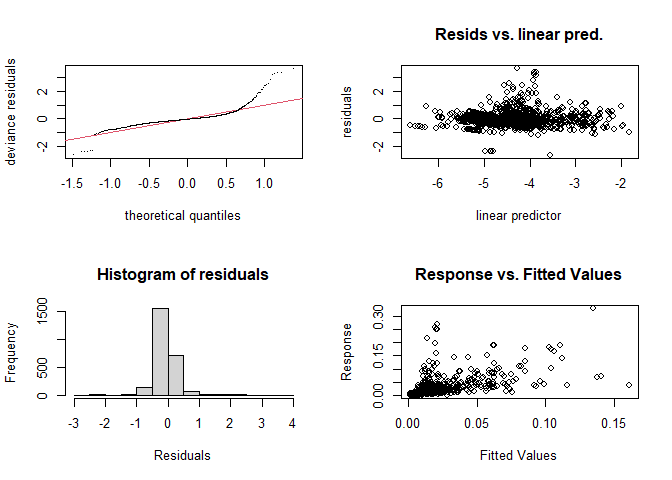 deviance residuals
-2 0 2
-1.5 -1.0 -0.5 0.0 0.5 1.0
theoretical quantiles
Resids vs. linear pred.
residuals
-2 0 2
-6 -5 -4 -3 -2
linear predictor
Histogram of residuals
Frequency
0 500 1500
-3 -2 -1 0 1 2 3 4
Residuals
Response vs. Fitted Values
Response
0.00 0.15 0.30
0.00 0.05 0.10 0.15
Fitted Values